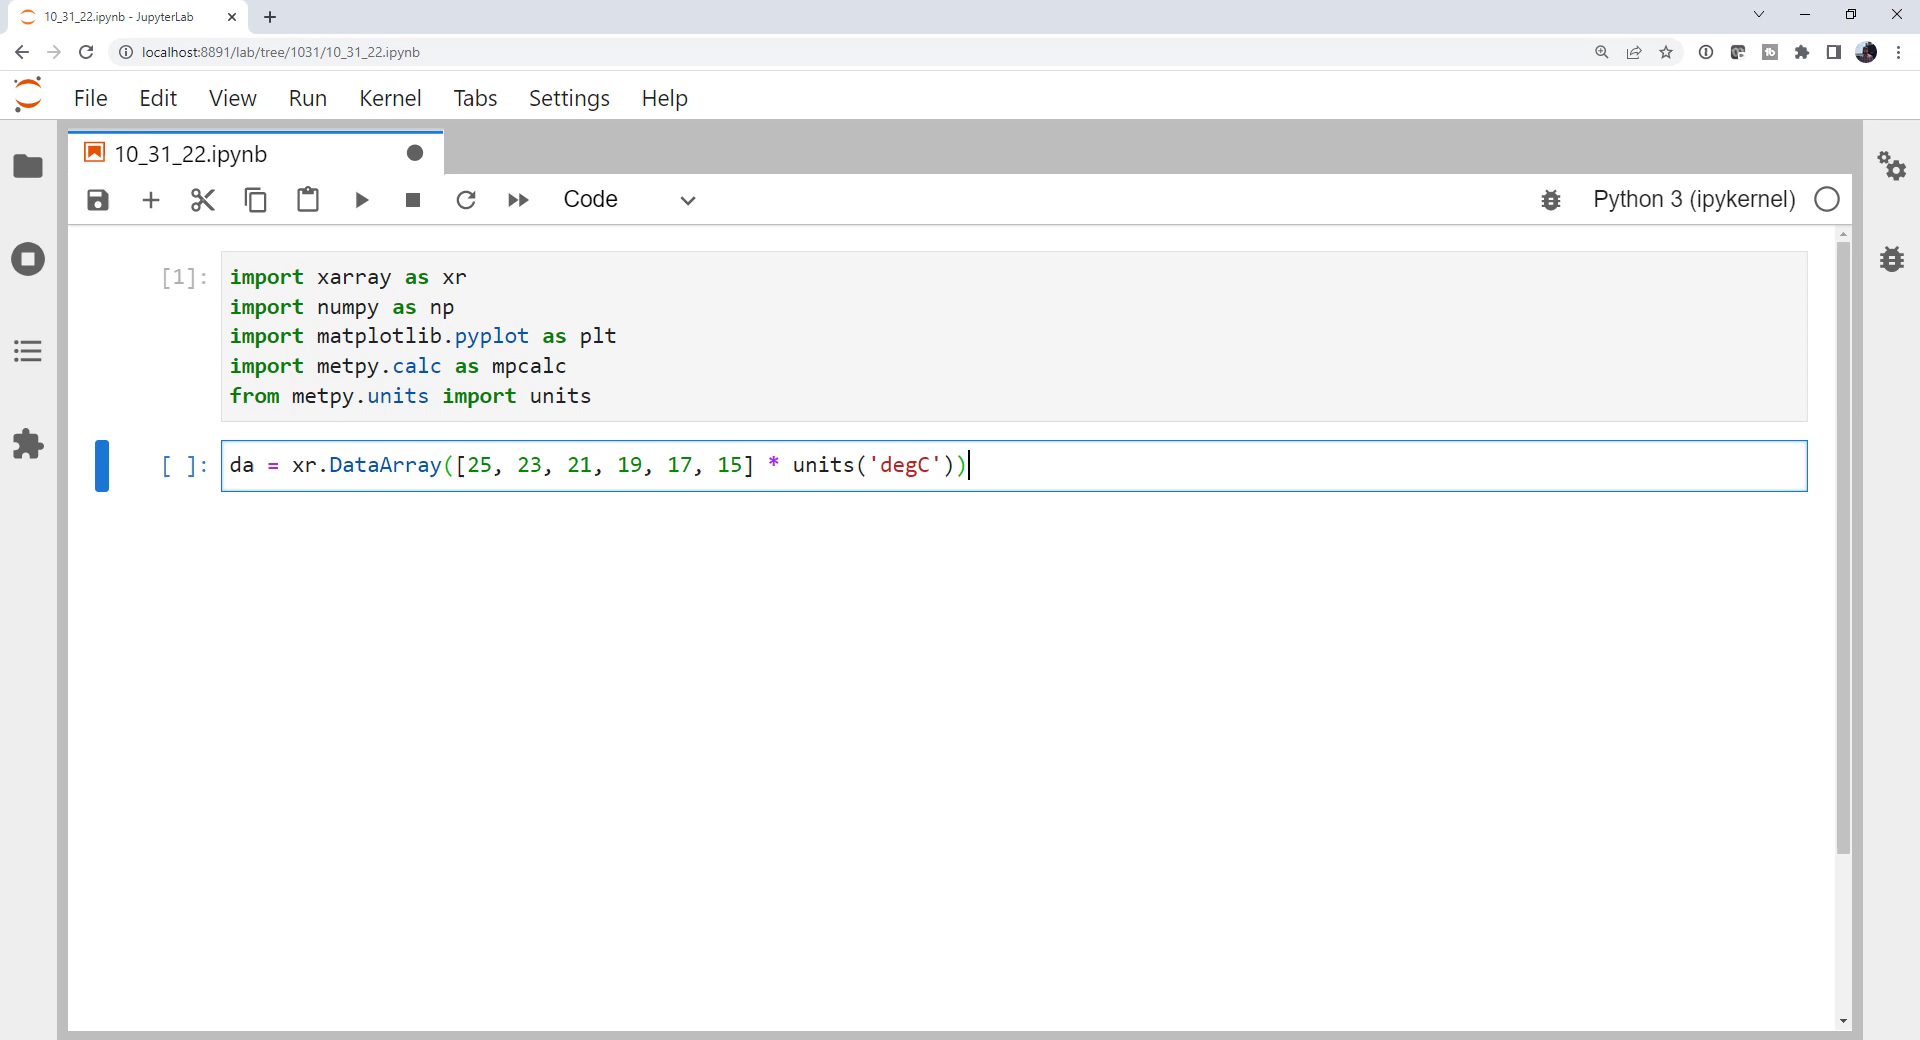 10_31_22.ipynb - JupyterLab
localhost:8891/lab/tree/1031/10_31_22.ipynb
File Edit View Run Kernel Tabs Settings Help
10_31_22.ipynb
Code
Python 3 (ipykernel)
[1]:
import xarray as xr
import numpy as np
import matplotlib.pyplot as plt
import metpy.calc as mpcalc
from metpy.units import units
[ ]:
da = xr.DataArray([25, 23, 21, 19, 17, 15] * units('degC'))